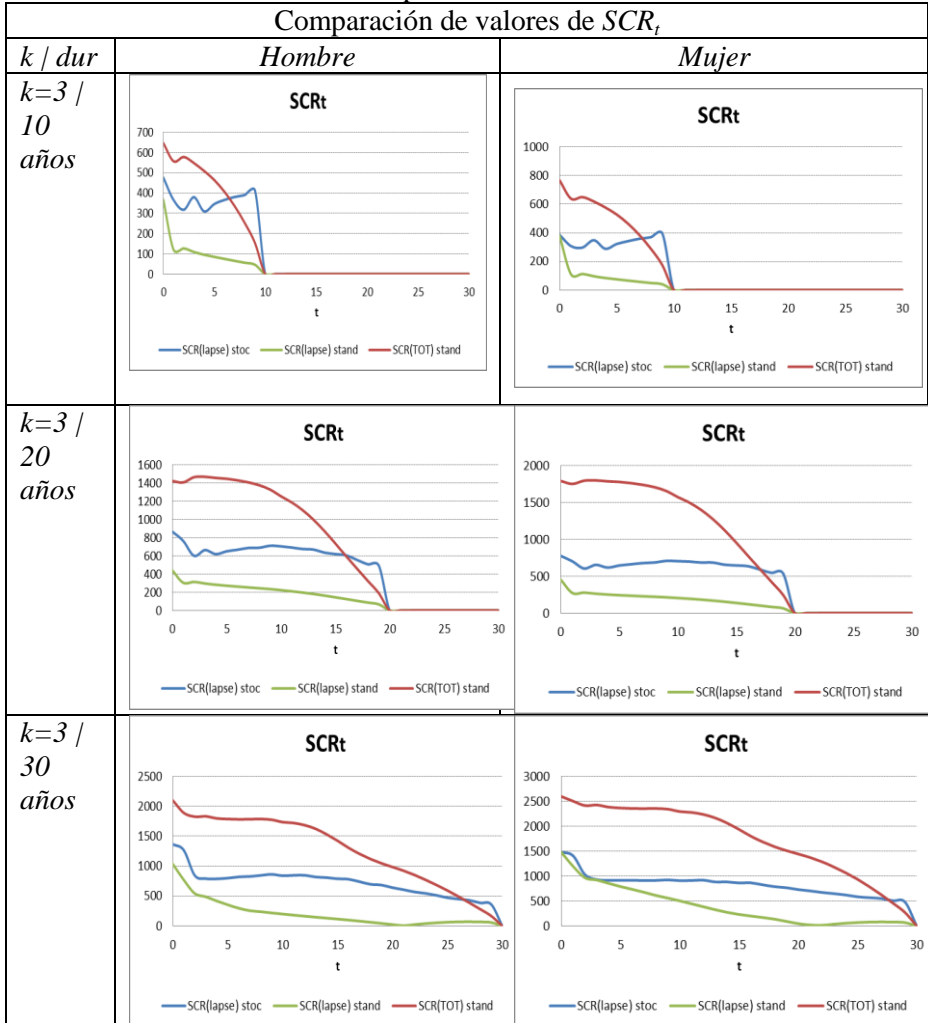 Comparación de valores de SCRt
k / dur Hombre Mujer
k=3 /
10
años
SCRt
700
600
500
400
300
200
100
0
0 5 10 15 20 25 30
t
SCR(lapse) stoc SCR(lapse) stand SCR(TOT) stand
SCRt
1000
800
600
400
200
0
0 5 10 15 20 25 30
t
SCR(lapse) stoc SCR(lapse) stand SCR(TOT) stand
k=3 /
20
años
SCRt
1600
1400
1200
1000
800
600
400
200
0
0 5 10 15 20 25 30
t
SCR(lapse) stoc SCR(lapse) stand SCR(TOT) stand
SCRt
2000
1500
1000
500
0
0 5 10 15 20 25 30
t
SCR(lapse) stoc SCR(lapse) stand SCR(TOT) stand
k=3 /
30
años
SCRt
2500
2000
1500
1000
500
0
0 5 10 15 20 25 30
t
SCR(lapse) stoc SCR(lapse) stand SCR(TOT) stand
SCRt
3000
2500
2000
1500
1000
500
0
0 5 10 15 20 25 30
t
SCR(lapse) stoc SCR(lapse) stand SCR(TOT) stand